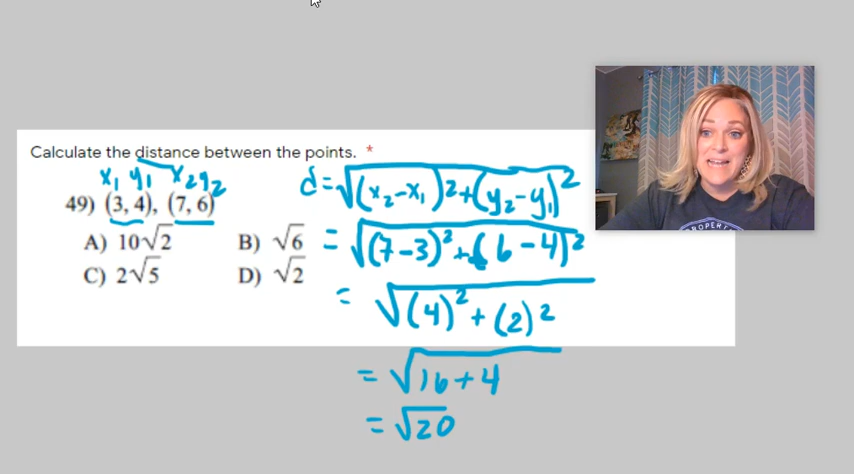 Calculate the distance between the points. *
x₁ y₁ x₂ y₂
49) (3, 4), (7, 6)
A) 10√2 B) √6
C) 2√5 D) √2
d=√(x₂-x₁)2+(y₂-y₁)²
=√(7-3)²+(6-4)²
=√(4)²+(2)²
=√16+4
=√20
PROPERT